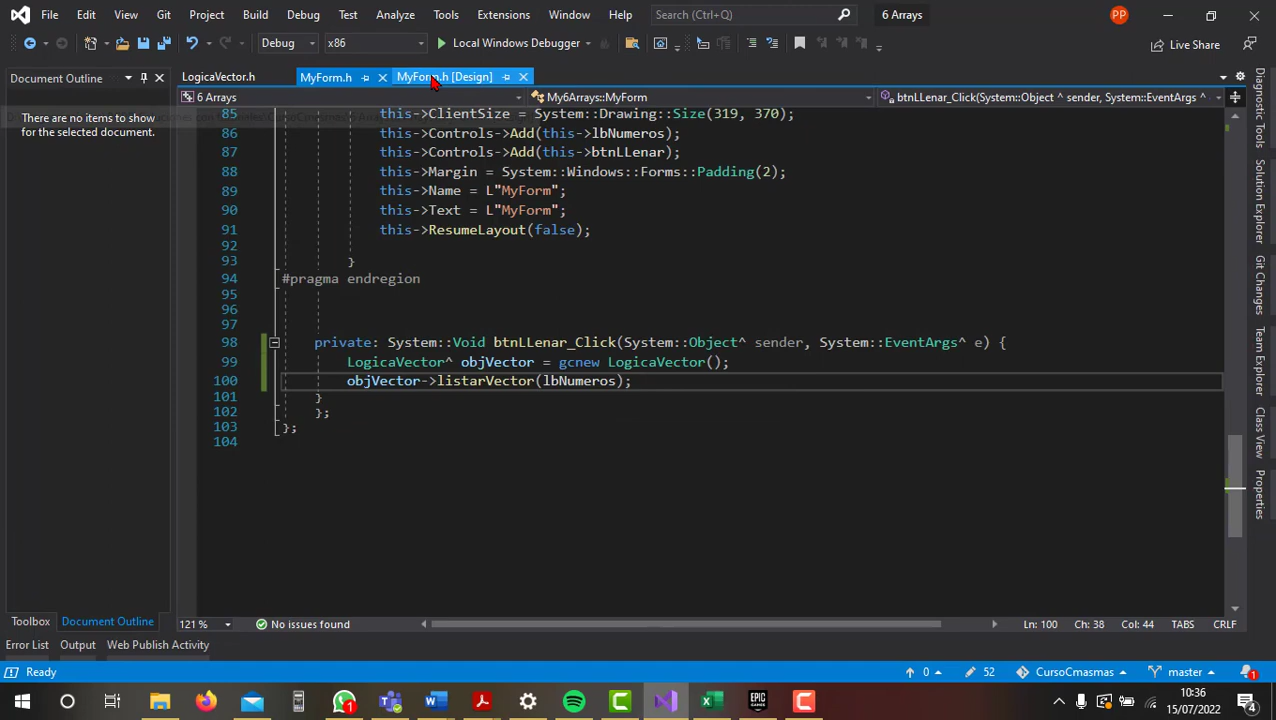 File Edit View Git Project Build Debug Test Analyze Tools Extensions Window Help Search (Ctrl+Q) 6 Arrays PP
Debug x86 Local Windows Debugger Live Share
Document Outline
LogicaVector.h MyForm.h MyForm.h [Design]
6 Arrays My6Arrays::MyForm btnLLenar_Click(System::Object ^ sender, System::EventArgs ^
There are no items to show
for the selected document.
85 this->ClientSize = System::Drawing::Size(319, 370);
86 this->Controls->Add(this->lbNumeros);
87 this->Controls->Add(this->btnLLenar);
88 this->Margin = System::Windows::Forms::Padding(2);
89 this->Name = L"MyForm";
90 this->Text = L"MyForm";
91 this->ResumeLayout(false);
92
93 }
94 #pragma endregion
95
96
97
98 private: System::Void btnLLenar_Click(System::Object^ sender, System::EventArgs^ e) {
99 LogicaVector^ objVector = gcnew LogicaVector();
100 objVector->listarVector(lbNumeros);
101 }
102 };
103 };
104
Diagnostic Tools
Solution Explorer
Git Changes
Team Explorer
Class View
Properties
Toolbox Document Outline
121 % No issues found Ln: 100 Ch: 38 Col: 44 TABS CRLF
Error List Output Web Publish Activity
Ready 0 52 CursoCmasmas master 1
1 10:36
15/07/2022 4